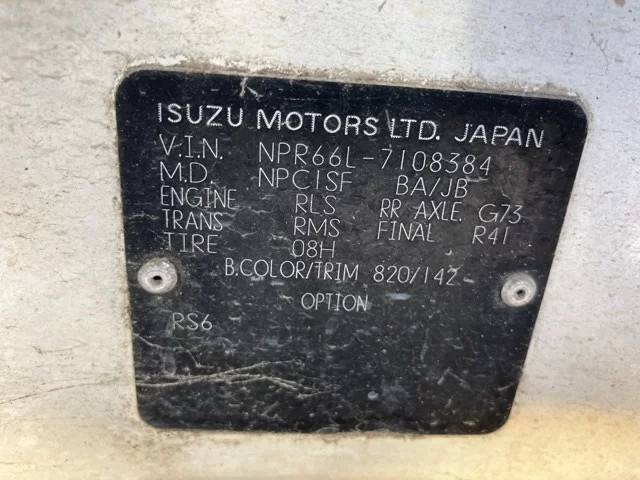 ISUZU MOTORS LTD. JAPAN
V.I.N. NPR66L-7108384
M.D. NPC1SF BA/JB
ENGINE RLS RR AXLE. G73
TRANS RMS FINAL R41
TIRE 08H
B.COLOR/TRIM 820/142
OPTION
RS6